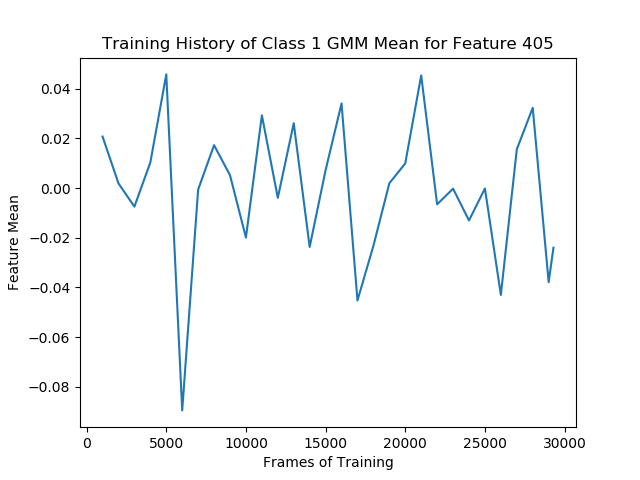 Training History of Class 1 GMM Mean for Feature 405
0.04
0.02
0.00
−0.02
−0.04
−0.06
−0.08
Feature Mean
0 5000 10000 15000 20000 25000 30000
Frames of Training